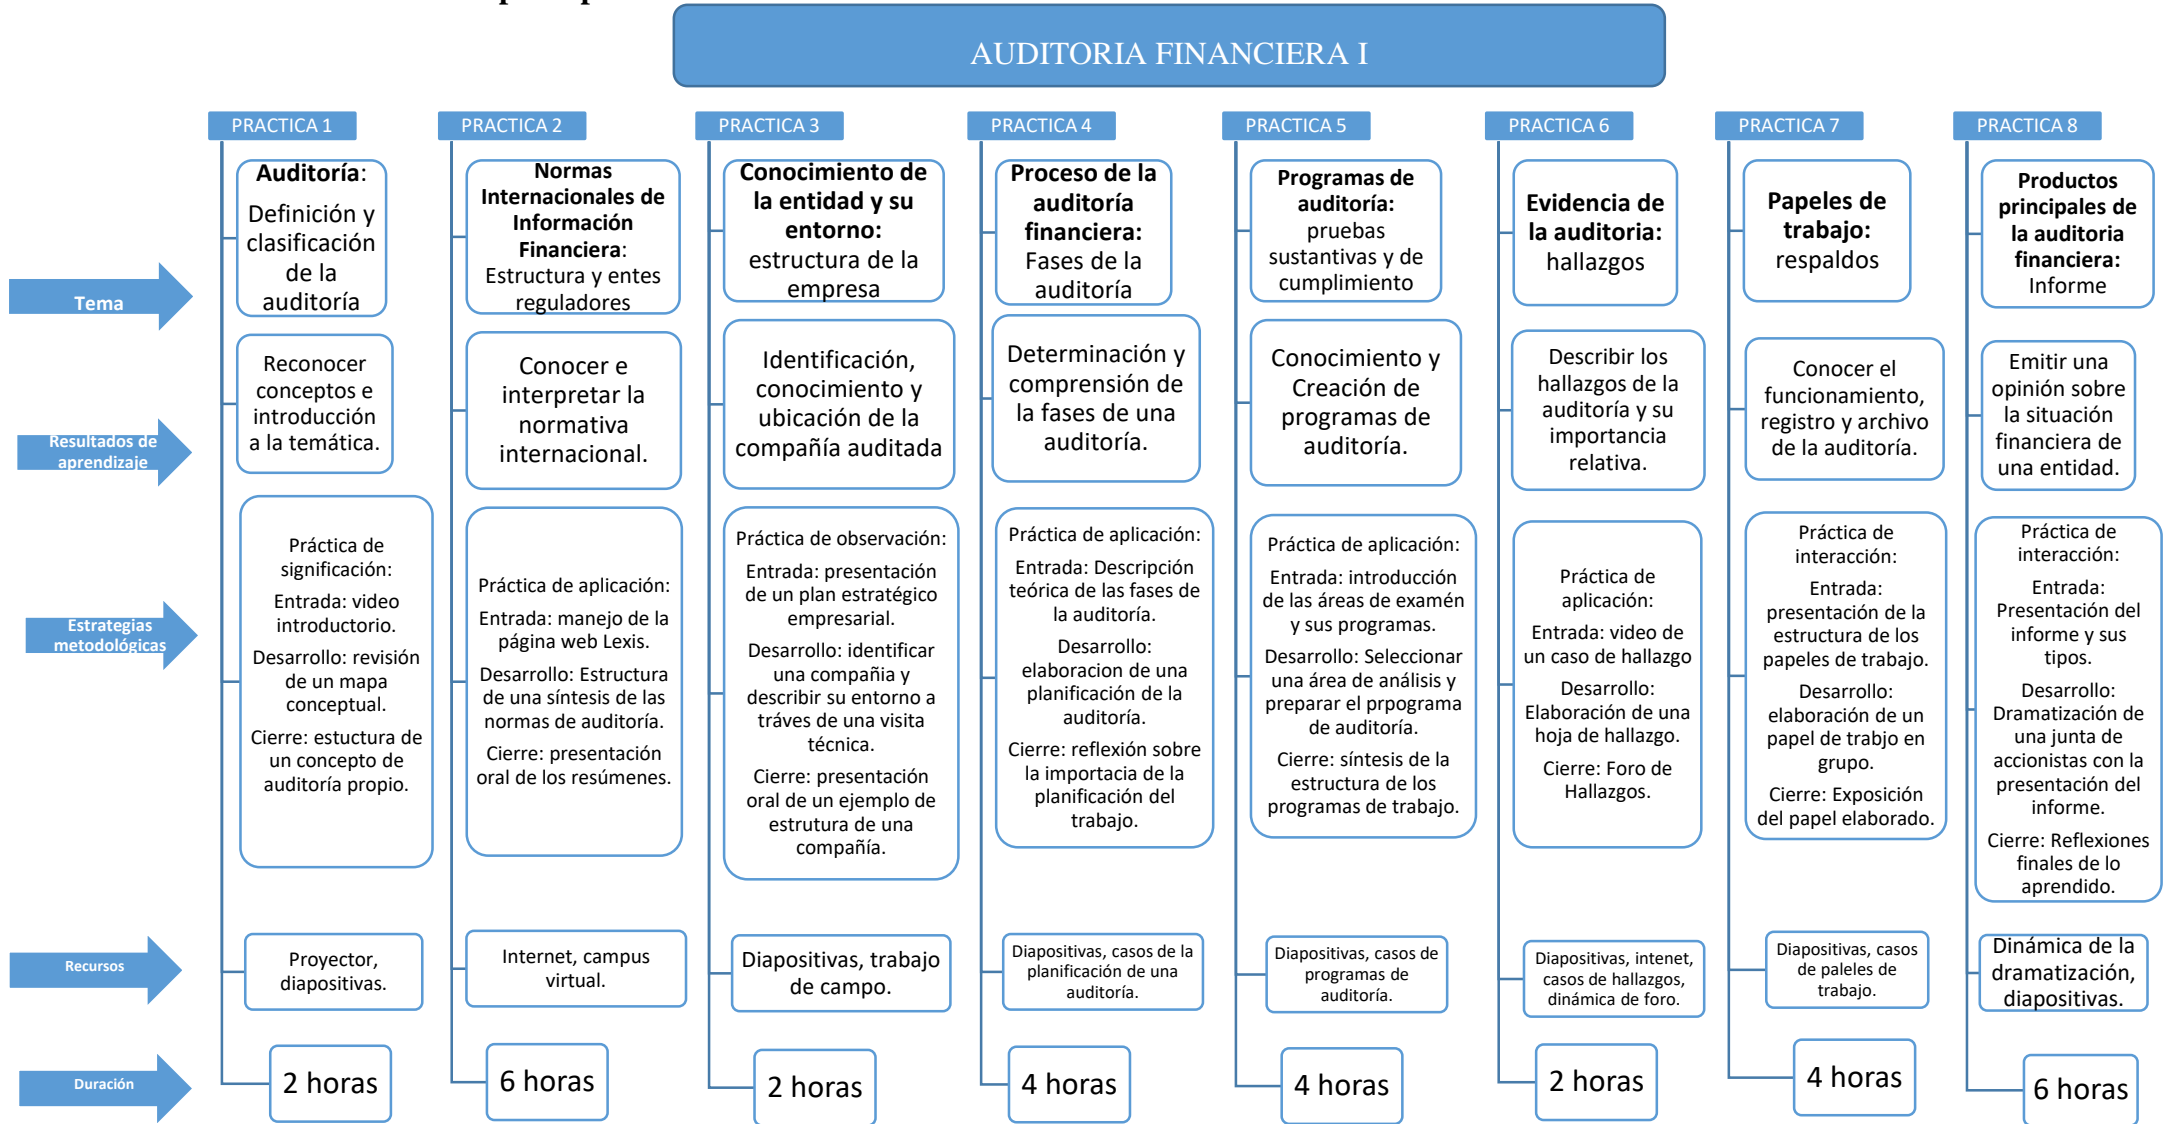 AUDITORIA FINANCIERA I
PRACTICA 1
PRACTICA 2
PRACTICA 3
PRACTICA 4
PRACTICA 5
PRACTICA 6
PRACTICA 7
PRACTICA 8
Tema
Auditoría:
Definición y
clasificación
de la
auditoría
Normas
Internacionales de
Información
Financiera:
Estructura y entes
reguladores
Conocimiento de
la entidad y su
entorno:
estructura de la
empresa
Proceso de la
auditoría
financiera:
Fases de la
auditoría
Programas de
auditoría:
pruebas
sustantivas y de
cumplimiento
Evidencia de
la auditoria:
hallazgos
Papeles de
trabajo:
respaldos
Productos
principales de
la auditoria
financiera:
Informe
Resultados de
aprendizaje
Reconocer
conceptos e
introducción
a la temática.
Conocer e
interpretar la
normativa
internacional.
Identificación,
conocimiento y
ubicación de la
compañía auditada
Determinación y
comprensión de
la fases de una
auditoría.
Conocimiento y
Creación de
programas de
auditoría.
Describir los
hallazgos de la
auditoría y su
importancia
relativa.
Conocer el
funcionamiento,
registro y archivo
de la auditoría.
Emitir una
opinión sobre
la situación
financiera de
una entidad.
Estrategias
metodológicas
Práctica de
significación:
Entrada: video
introductorio.
Desarrollo: revisión
de un mapa
conceptual.
Cierre: estuctura de
un concepto de
auditoría propio.
Práctica de aplicación:
Entrada: manejo de la
página web Lexis.
Desarrollo: Estructura
de una síntesis de las
normas de auditoría.
Cierre: presentación
oral de los resúmenes.
Práctica de observación:
Entrada: presentación
de un plan estratégico
empresarial.
Desarrollo: identificar
una compañia y
describir su entorno a
tráves de una visita
técnica.
Cierre: presentación
oral de un ejemplo de
estrutura de una
compañía.
Práctica de aplicación:
Entrada: Descripción
teórica de las fases de
la auditoría.
Desarrollo:
elaboracion de una
planificación de la
auditoría.
Cierre: reflexión sobre
la importacia de la
planificación del
trabajo.
Práctica de aplicación:
Entrada: introducción
de las áreas de examén
y sus programas.
Desarrollo: Seleccionar
una área de análisis y
preparar el prpograma
de auditoría.
Cierre: síntesis de la
estructura de los
programas de trabajo.
Práctica de
aplicación:
Entrada: video de
un caso de hallazgo
Desarrollo:
Elaboración de una
hoja de hallazgo.
Cierre: Foro de
Hallazgos.
Práctica de
interacción:
Entrada:
presentación de la
estructura de los
papeles de trabajo.
Desarrollo:
elaboración de un
papel de trabjo en
grupo.
Cierre: Exposición
del papel elaborado.
Práctica de
interacción:
Entrada:
Presentación del
informe y sus
tipos.
Desarrollo:
Dramatización de
una junta de
accionistas con la
presentación del
informe.
Cierre: Reflexiones
finales de lo
aprendido.
Recursos
Proyector,
diapositivas.
Internet, campus
virtual.
Diapositivas, trabajo
de campo.
Diapositivas, casos de la
planificación de una
auditoría.
Diapositivas, casos de
programas de
auditoría.
Diapositivas, intenet,
casos de hallazgos,
dinámica de foro.
Diapositivas, casos
de paleles de
trabajo.
Dinámica de la
dramatización,
diapositivas.
Duración
2 horas
6 horas
2 horas
4 horas
4 horas
2 horas
4 horas
6 horas